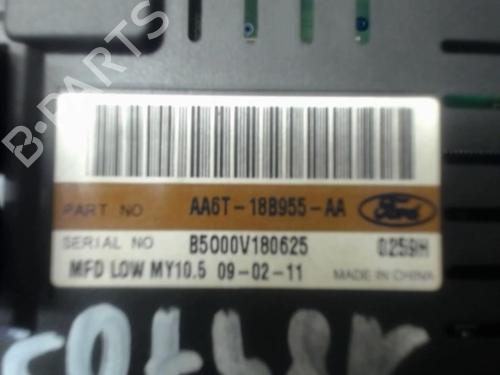 B-PARTS
PART NO AA6T-18B955-AA Ford
SERIAL NO B5000V180625 0259H
MFD LOW MY10.5 09-02-11 MADE IN CHINA